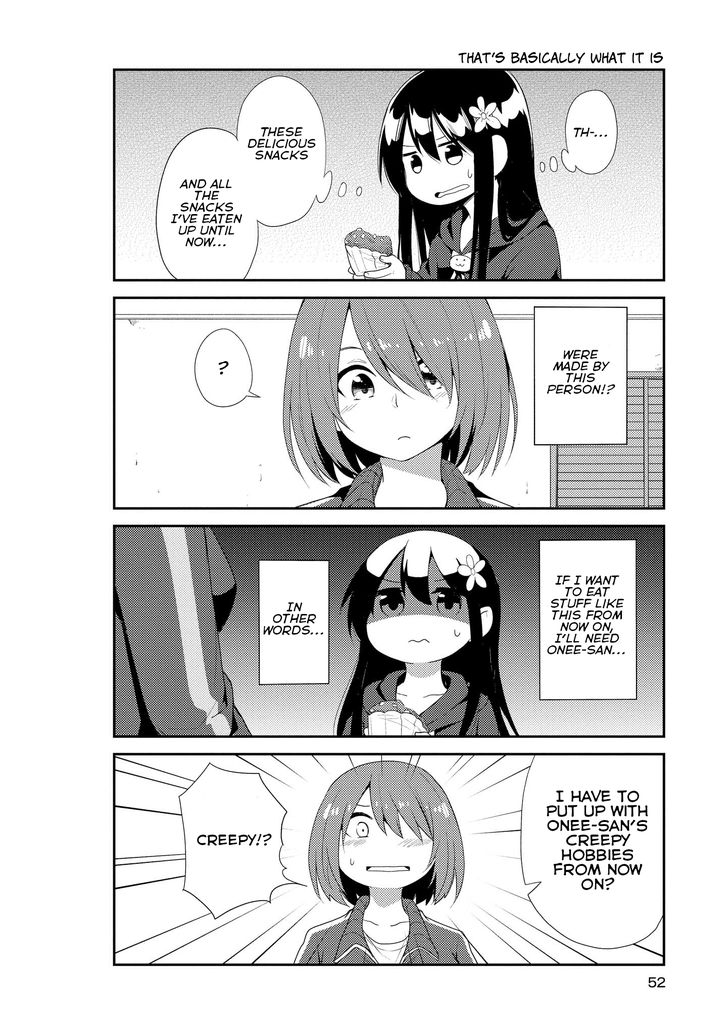 THAT'S BASICALLY WHAT IT IS
TH-...
THESE
DELICIOUS
SNACKS
AND ALL
THE
SNACKS
I'VE EATEN
UP UNTIL
NOW...
WERE
MADE BY
THIS
PERSON!?
?
IF I WANT
TO EAT
STUFF LIKE
THIS FROM
NOW ON,
I'LL NEED
ONEE-SAN...
IN
OTHER
WORDS...
I HAVE TO
PUT UP WITH
ONEE-SAN'S
CREEPY
HOBBIES
FROM NOW
ON?
CREEPY!?
52